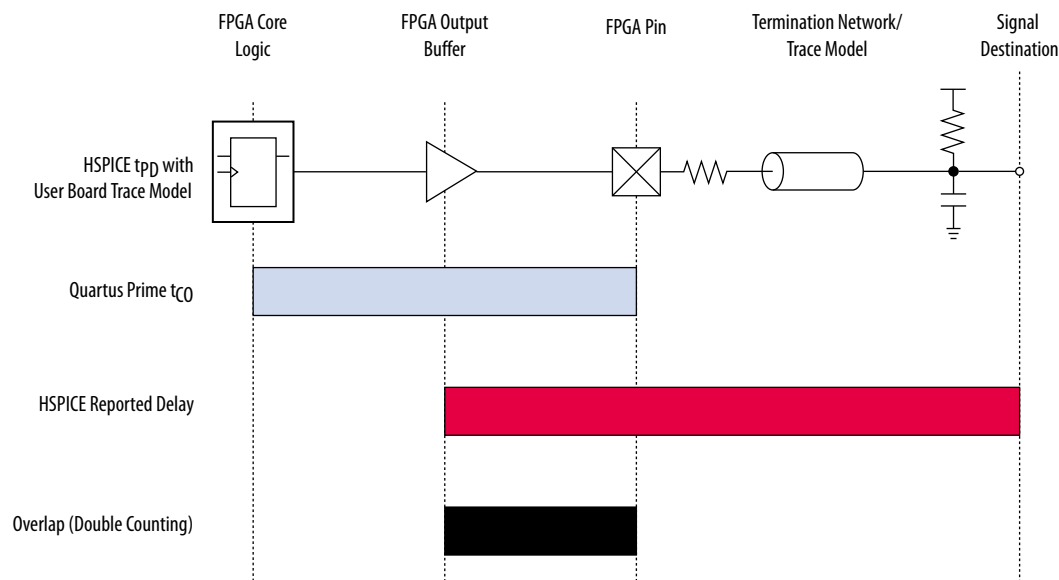 FPGA Core
Logic
FPGA Output
Buffer
FPGA Pin
Termination Network/
Trace Model
Signal
Destination
HSPICE tPD with
User Board Trace Model
Quartus Prime tCO
HSPICE Reported Delay
Overlap (Double Counting)